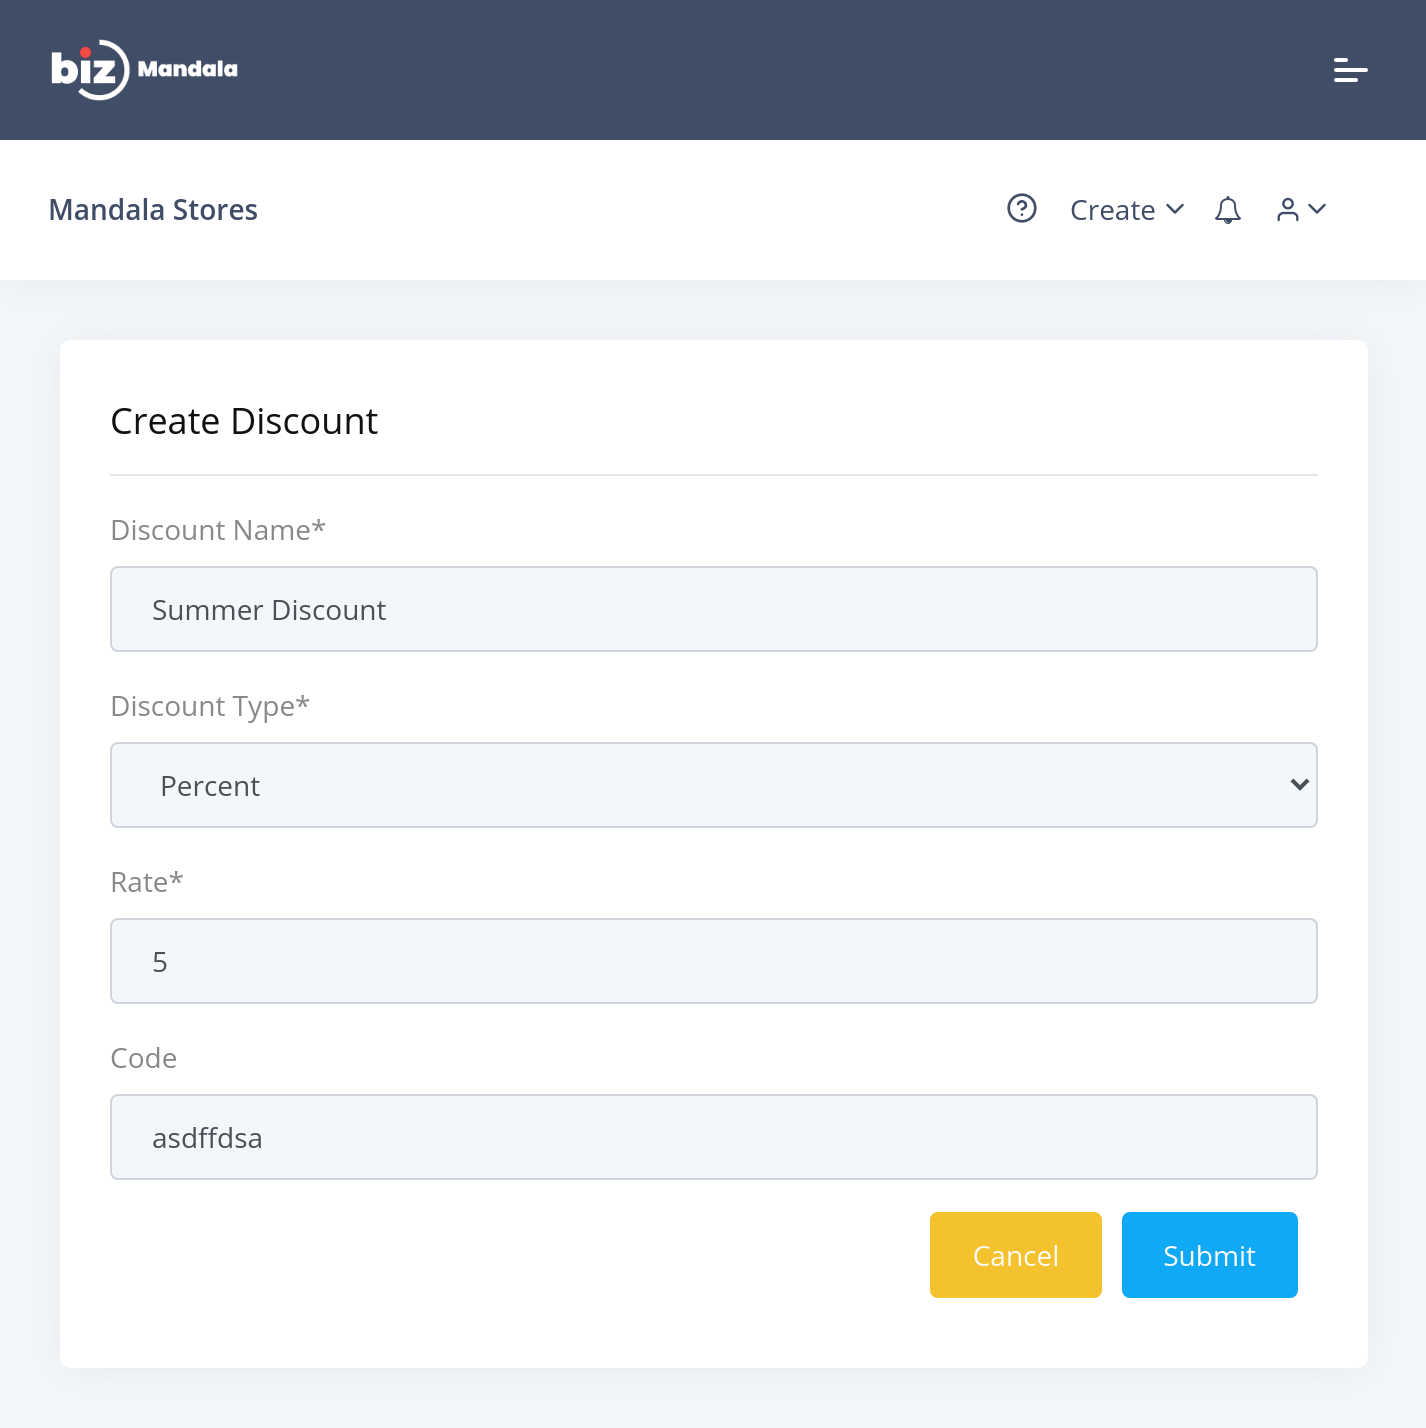 biz Mandala
Mandala Stores
Create
Create Discount
Discount Name*
Summer Discount
Discount Type*
Percent
Rate*
5
Code
asdffdsa
Cancel Submit